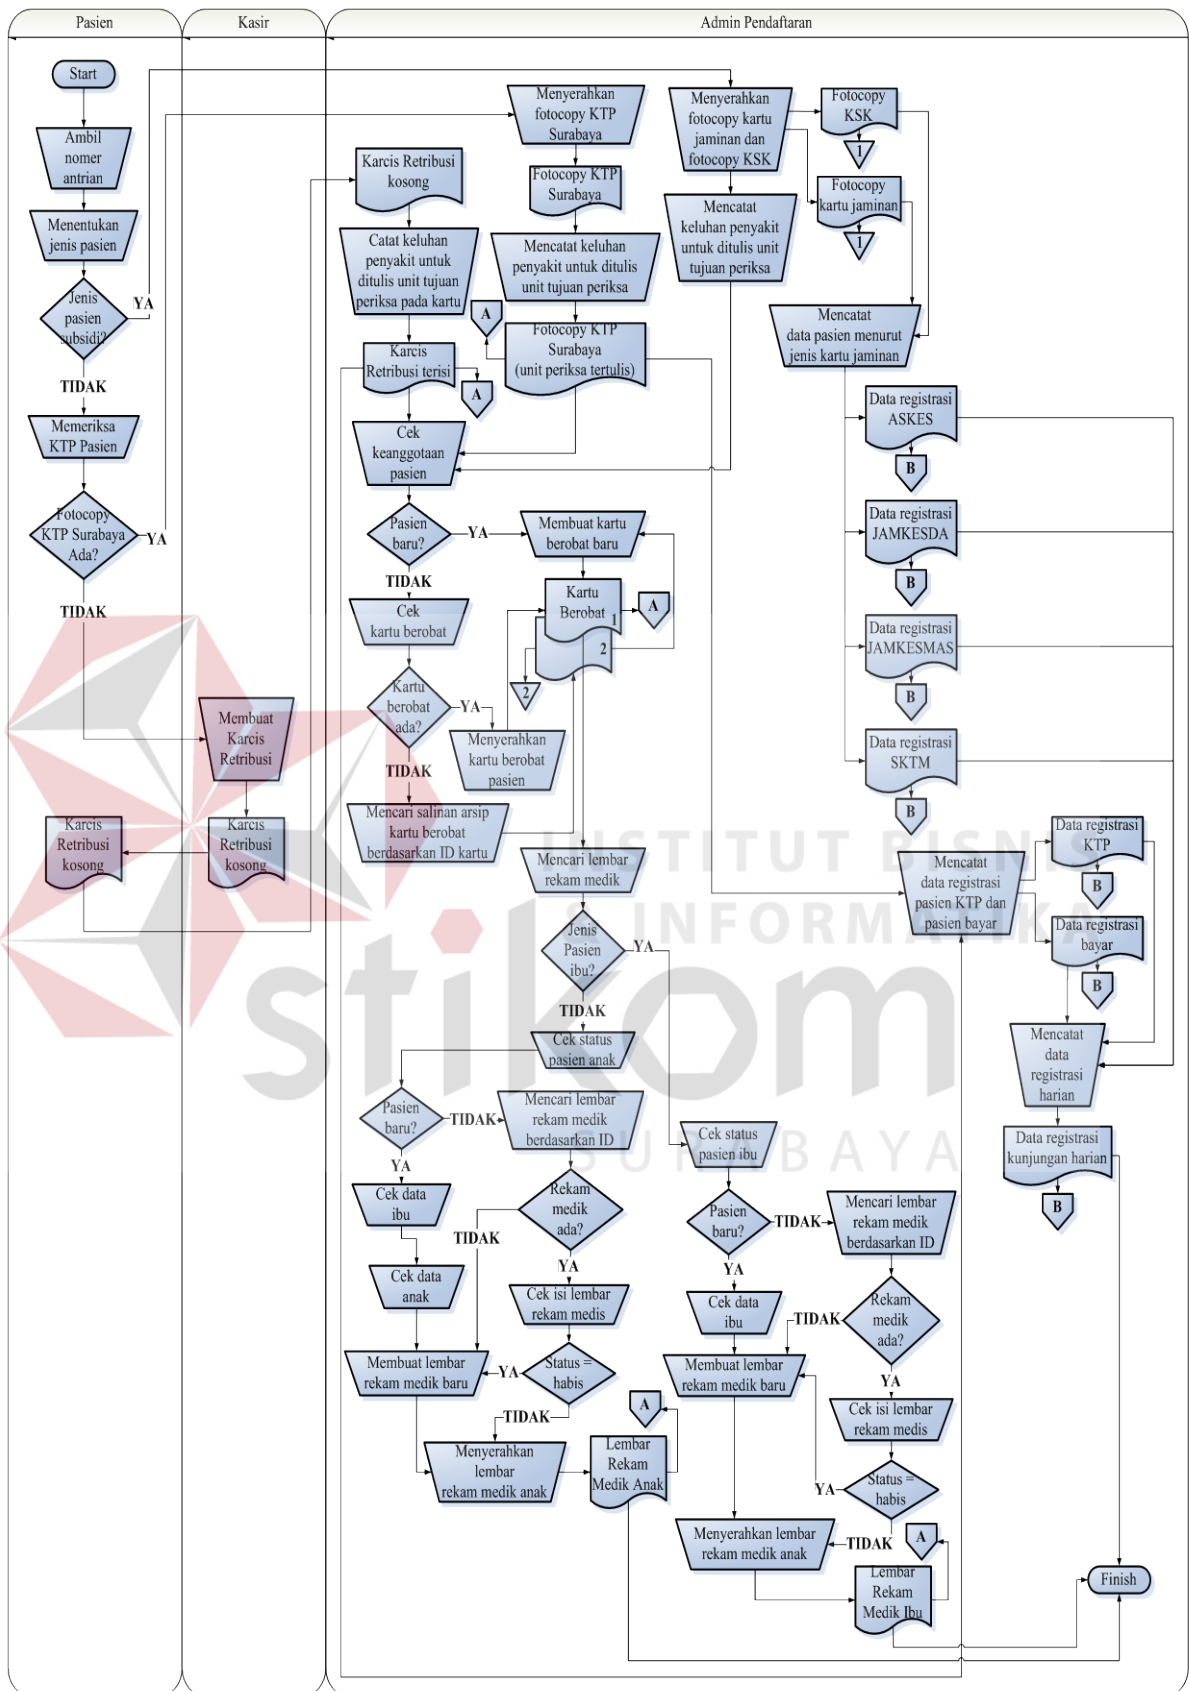 Pasien
Kasir
Admin Pendaftaran
Start
Ambil
nomer
antrian
Menentukan
jenis pasien
Jenis
pasien
subsidi?
YA
TIDAK
Memeriksa
KTP Pasien
Fotocopy
KTP Surabaya
Ada?
YA
TIDAK
Karcis
Retribusi
kosong
Membuat
Karcis
Retribusi
Karcis
Retribusi
kosong
Karcis Retribusi
kosong
Catat keluhan
penyakit untuk
ditulis unit tujuan
periksa pada kartu
Karcis
Retribusi terisi
A
Cek
keanggotaan
pasien
Pasien
baru?
YA
TIDAK
Cek
kartu berobat
Kartu
berobat
ada?
YA
TIDAK
Menyerahkan
kartu berobat
pasien
Mencari salinan arsip
kartu berobat
berdasarkan ID kartu
Menyerahkan
fotocopy KTP
Surabaya
Fotocopy KTP
Surabaya
Mencatat keluhan
penyakit untuk ditulis
unit tujuan periksa
A
Fotocopy KTP
Surabaya
(unit periksa tertulis)
Membuat kartu
berobat baru
Kartu
Berobat
1
2
A
2
Mencari lembar
rekam medik
Jenis
Pasien
ibu?
YA
TIDAK
Cek status
pasien anak
Pasien
baru?
TIDAK
YA
Mencari lembar
rekam medik
berdasarkan ID
Cek data
ibu
Cek data
anak
Rekam
medik
ada?
TIDAK
YA
Cek isi lembar
rekam medis
Status =
habis
YA
TIDAK
Membuat lembar
rekam medik baru
Menyerahkan
lembar
rekam medik anak
Lembar
Rekam
Medik Anak
A
Menyerahkan
fotocopy kartu
jaminan dan
fotocopy KSK
Fotocopy
KSK
1
Fotocopy
kartu jaminan
1
Mencatat
keluhan penyakit
untuk ditulis unit
tujuan periksa
Mencatat
data pasien menurut
jenis kartu jaminan
Data registrasi
ASKES
B
Data registrasi
JAMKESDA
B
Data registrasi
JAMKESMAS
B
Data registrasi
SKTM
B
Mencatat
data registrasi
pasien KTP dan
pasien bayar
Data registrasi
KTP
B
Data registrasi
bayar
B
Mencatat
data
registrasi
harian
Data registrasi
kunjungan harian
B
Cek status
pasien ibu
Pasien
baru?
TIDAK
YA
Mencari lembar
rekam medik
berdasarkan ID
Cek data
ibu
Rekam
medik
ada?
TIDAK
YA
Membuat lembar
rekam medik baru
Cek isi lembar
rekam medis
Status =
habis
YA
TIDAK
Menyerahkan lembar
rekam medik anak
Lembar
Rekam
Medik Ibu
A
Finish
INSTITUT BISNIS
& INFORMATIKA
stikom
SURABAYA